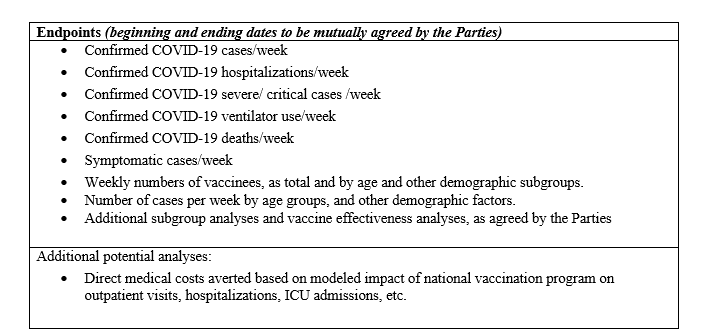 Endpoints (beginning and ending dates to be mutually agreed by the Parties)
• Confirmed COVID-19 cases/week
• Confirmed COVID-19 hospitalizations/week
• Confirmed COVID-19 severe/ critical cases /week
• Confirmed COVID-19 ventilator use/week
• Confirmed COVID-19 deaths/week
• Symptomatic cases/week
• Weekly numbers of vaccinees, as total and by age and other demographic subgroups.
• Number of cases per week by age groups, and other demographic factors.
• Additional subgroup analyses and vaccine effectiveness analyses, as agreed by the Parties
Additional potential analyses:
• Direct medical costs averted based on modeled impact of national vaccination program on
outpatient visits, hospitalizations, ICU admissions, etc.